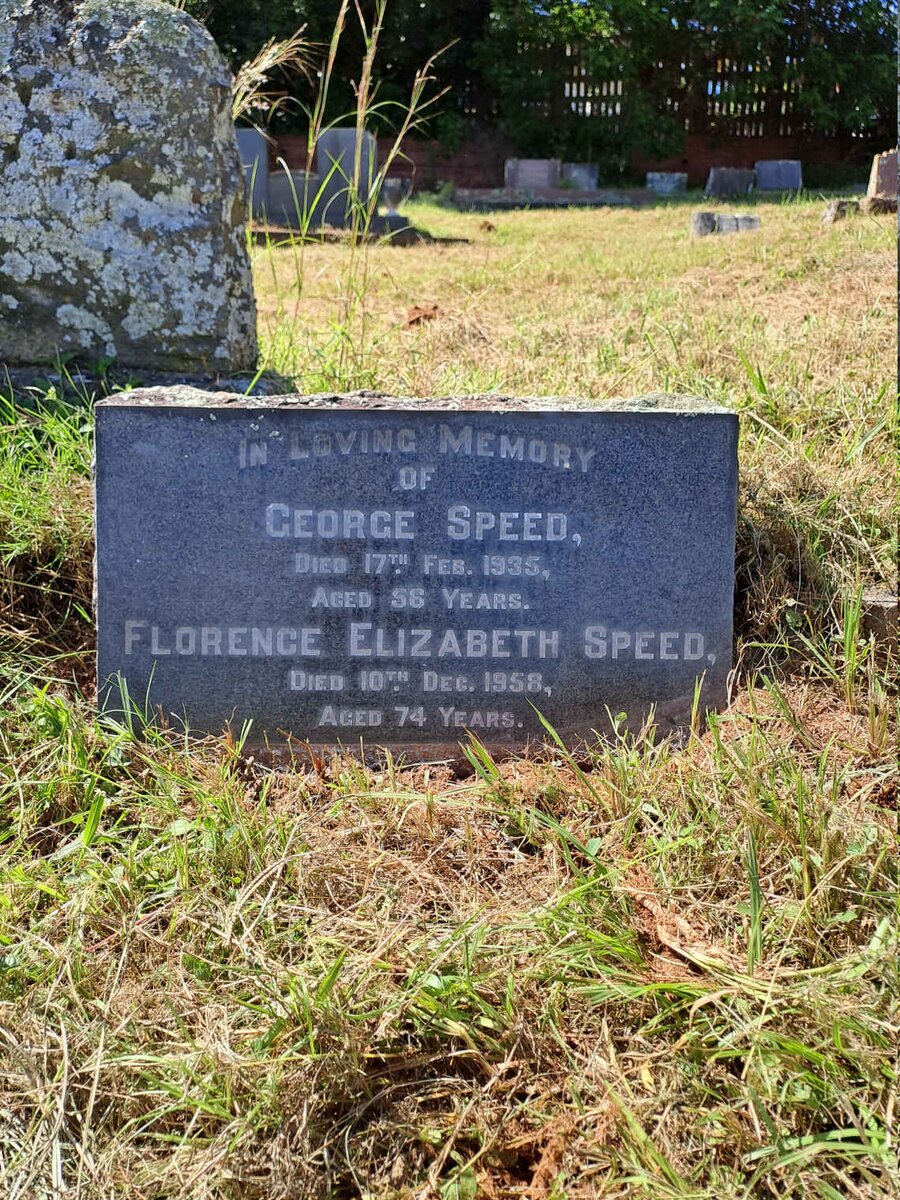 In Loving Memory
of
George Speed,
Died 17th. Feb. 1935,
Aged 56 Years.
Florence Elizabeth Speed,
Died 10th. Dec. 1958,
Aged 74 Years.